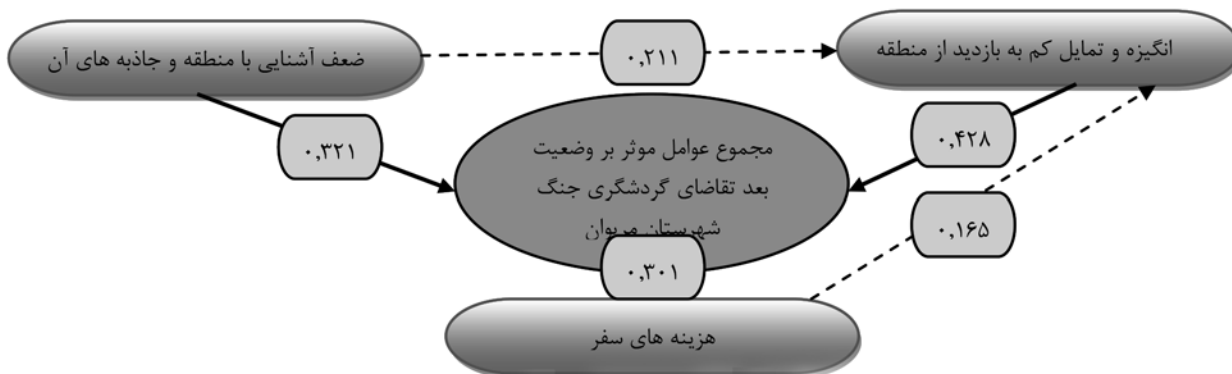 انگیزه و تمایل کم به بازدید از منطقه
۰,۲۱۱
ضعف آشنایی با منطقه و جاذبه های آن
۰,۴۲۸
۰,۳۲۱
مجموع عوامل موثر بر وضعیت
بعد تقاضای گردشگری جنگ
شهرستان مریوان
۰,۱۶۵
۰,۳۰۱
هزینه های سفر